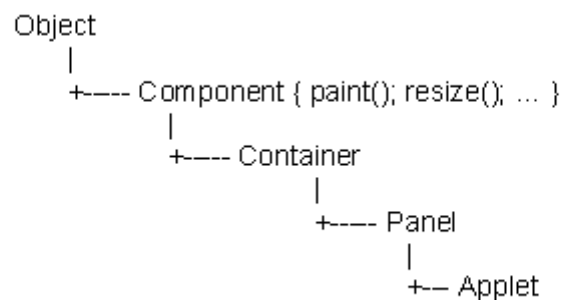 Object
|
+----- Component { paint(); resize(); ... }
|
+----- Container
|
+----- Panel
|
+--- Applet